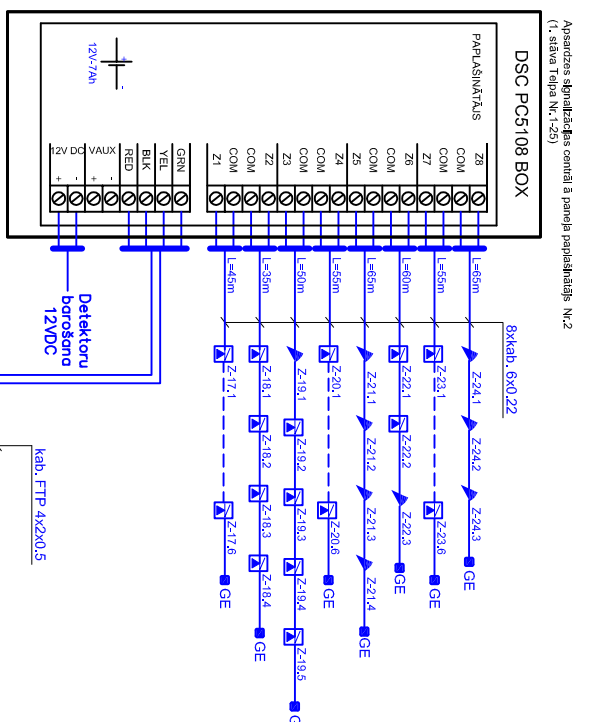 Apsardzes signalizācijas centrālā paneļa paplašinātājs Nr.2
(1. stāva Telpa Nr.1-25)
DSC PC5108 BOX
PAPLAŠINĀTĀJS
12V-7Ah
+ -
Z8
COM
COM
Z7
Z6
COM
COM
Z5
Z4
COM
COM
Z3
Z2
COM
COM
Z1
GRN
YEL
BLK
RED
VAUX
- +
12V DC
- +
L=65m
L=55m
L=60m
L=65m
L=55m
L=50m
L=35m
L=45m
8xkab. 6x0.22
Z-24.1 Z-24.2 Z-24.3 GE
Z-23.1 Z-23.6 GE
Z-22.1 Z-22.2 Z-22.3 GE
Z-21.1 Z-21.2 Z-21.3 Z-21.4 GE
Z-20.1 Z-20.6 GE
Z-19.1 Z-19.2 Z-19.3 Z-19.4 Z-19.5
Z-18.1 Z-18.2 Z-18.3 Z-18.4 GE
Z-17.1 Z-17.6 GE
Detektoru
barošana
12VDC
kab. FTP 4x2x0.5